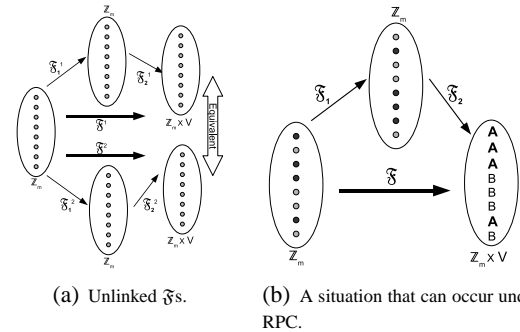 ℤₘ
ℤₘ
𝔉₁¹
𝔉₂¹
𝔉¹
ℤₘ x V
Equivalent
𝔉²
ℤₘ
𝔉₁²
𝔉₂²
ℤₘ
ℤₘ x V
(a) Unlinked 𝔉s.
ℤₘ
𝔉₁
𝔉₂
𝔉
A
A
A
B
B
B
A
B
ℤₘ
ℤₘ x V
(b) A situation that can occur und
RPC.